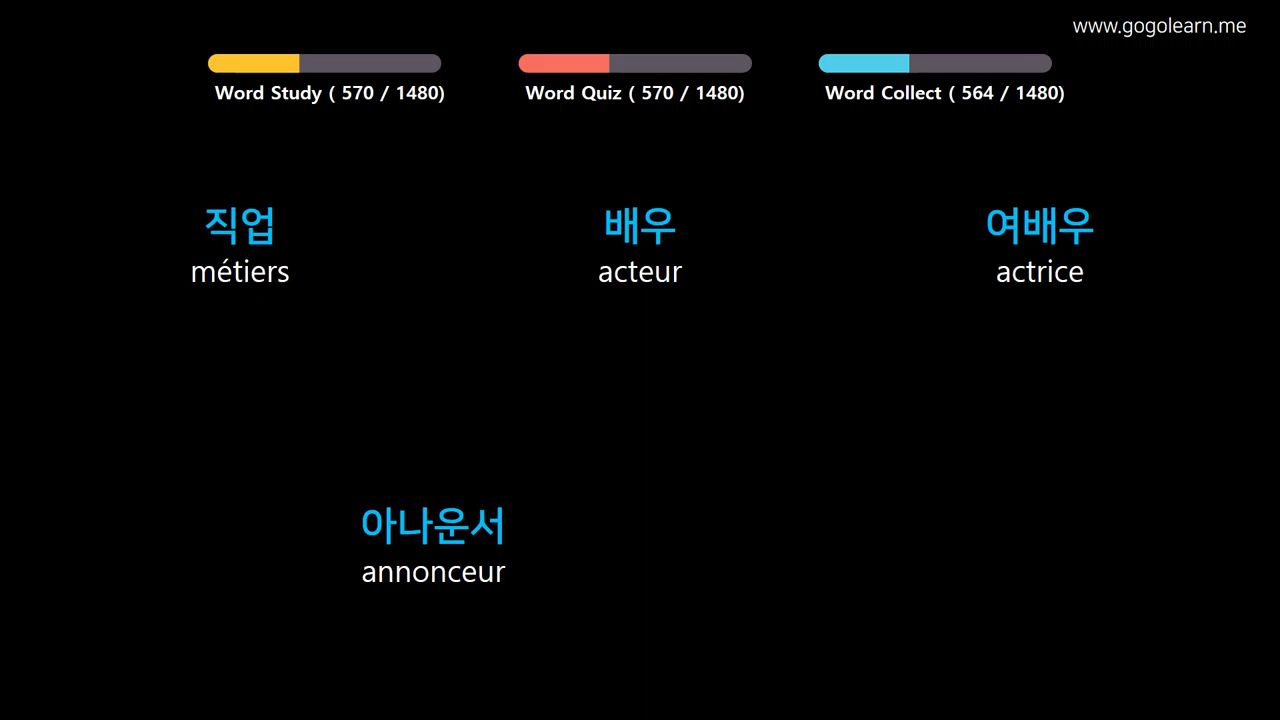 www.gogolearn.me
Word Study ( 570 / 1480)
Word Quiz ( 570 / 1480)
Word Collect ( 564 / 1480)
직업
métiers
배우
acteur
여배우
actrice
아나운서
annonceur